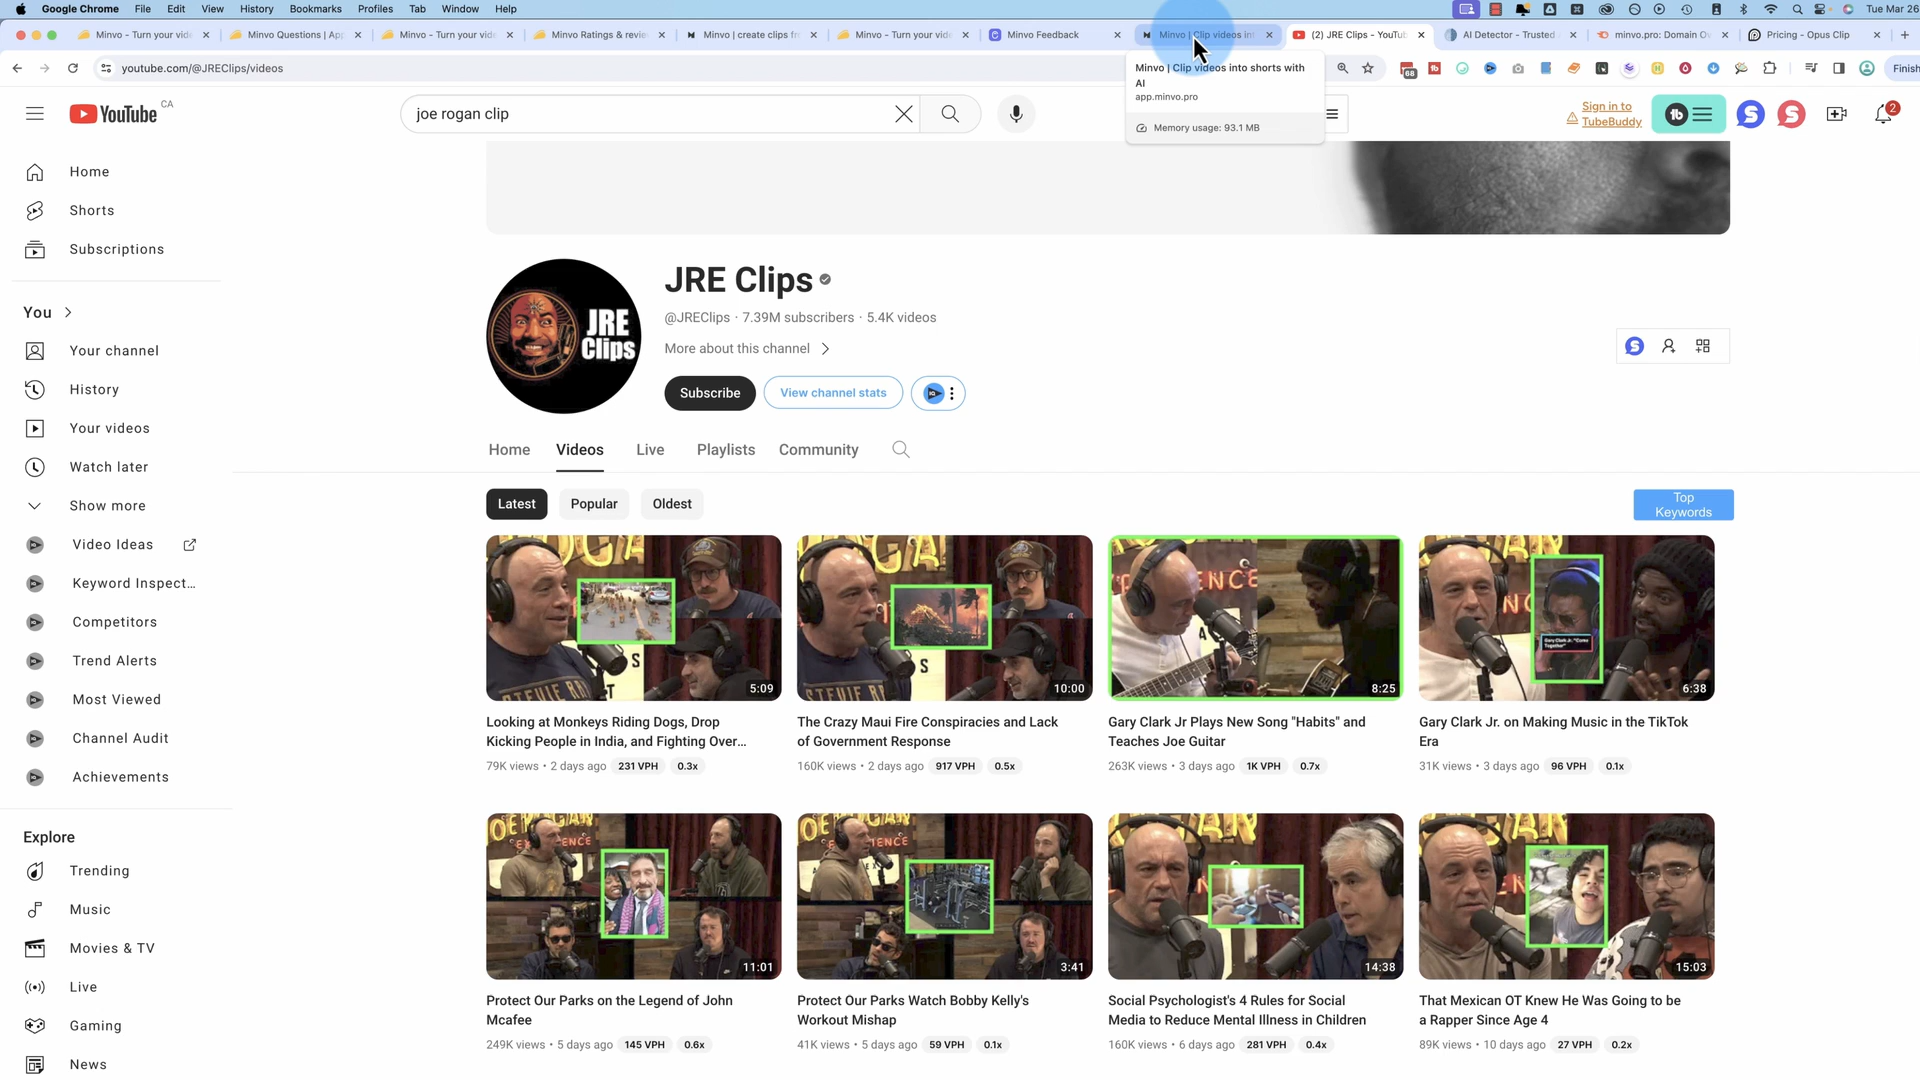 Google Chrome File Edit View History Bookmarks Profiles Tab Window Help Tue Mar 26
Minvo - Turn your vide Minvo Questions | App Minvo - Turn your vide Minvo Ratings & revie Minvo | create clips fr Minvo - Turn your vide Minvo Feedback Minvo | Clip videos int (2) JRE Clips - YouTub AI Detector - Trusted minvo.pro: Domain Ov Pricing - Opus Clip
youtube.com/@JREClips/videos
68
Finish
Minvo | Clip videos into shorts with
AI
app.minvo.pro
Memory usage: 93.1 MB
YouTube CA
joe rogan clip
Sign in to
TubeBuddy
2
Home
Shorts
Subscriptions
You
Your channel
History
Your videos
Watch later
Show more
Video Ideas
Keyword Inspect...
Competitors
Trend Alerts
Most Viewed
Channel Audit
Achievements
Explore
Trending
Music
Movies & TV
Live
Gaming
News
JRE
Clips
JRE Clips
@JREClips · 7.39M subscribers · 5.4K videos
More about this channel
Subscribe
View channel stats
Home
Videos
Live
Playlists
Community
Latest
Popular
Oldest
Top
Keywords
5:09
10:00
8:25
6:38
Looking at Monkeys Riding Dogs, Drop
Kicking People in India, and Fighting Over...
79K views • 2 days ago 231 VPH 0.3x
The Crazy Maui Fire Conspiracies and Lack
of Government Response
160K views • 2 days ago 917 VPH 0.5x
Gary Clark Jr Plays New Song "Habits" and
Teaches Joe Guitar
263K views • 3 days ago 1K VPH 0.7x
Gary Clark Jr. on Making Music in the TikTok
Era
31K views • 3 days ago 96 VPH 0.1x
11:01
3:41
14:38
15:03
Protect Our Parks on the Legend of John
Mcafee
249K views • 5 days ago 145 VPH 0.6x
Protect Our Parks Watch Bobby Kelly's
Workout Mishap
41K views • 5 days ago 59 VPH 0.1x
Social Psychologist's 4 Rules for Social
Media to Reduce Mental Illness in Children
160K views • 6 days ago 281 VPH 0.4x
That Mexican OT Knew He Was Going to be
a Rapper Since Age 4
89K views • 10 days ago 27 VPH 0.2x